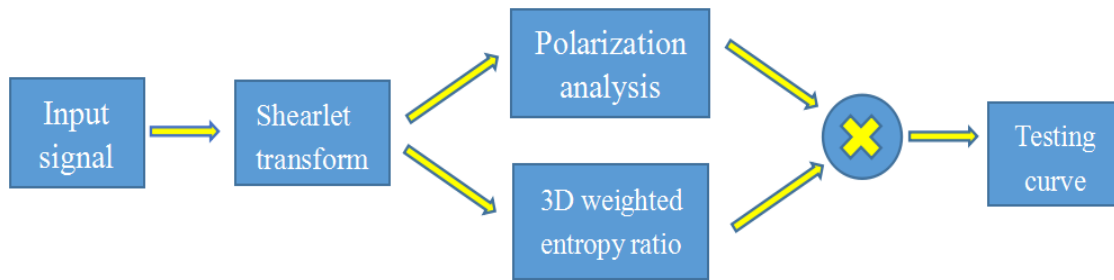 Input
signal
Shearlet
transform
Polarization
analysis
3D weighted
entropy ratio
Testing
curve